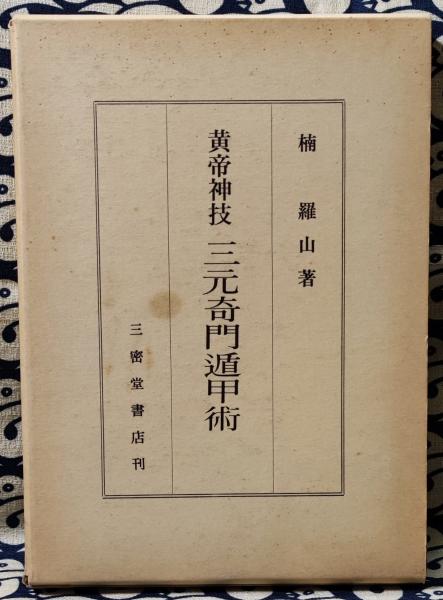 楠羅山著
黄帝神技 三元奇門遁甲術
三密堂書店刊